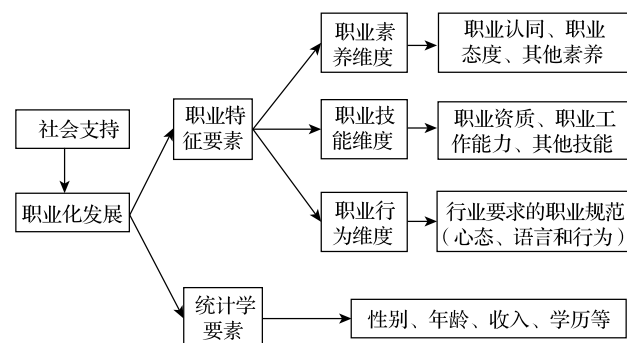 职业素
养维度
职业认同、职业
态度、其他素养
社会支持
职业特
征要素
职业技
能维度
职业资质、职业工
作能力、其他技能
职业化发展
职业行
为维度
行业要求的职业规范
（心态、语言和行为）
统计学
要素
性别、年龄、收入、学历等